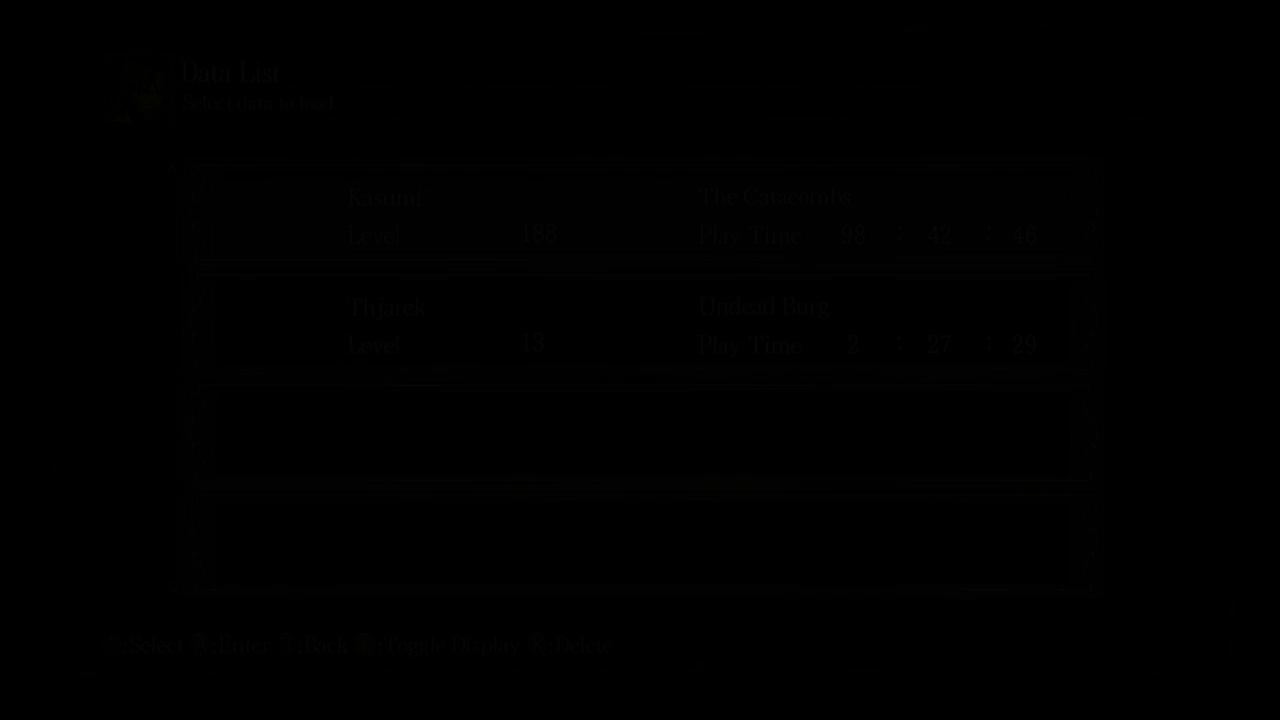 Data List
Select data to load
Kasumi The Catacombs
Level 188 Play Time 98 : 42 : 46
Thjarek Undead Burg
Level 13 Play Time 2 : 27 : 29
:Select :Enter :Back :Toggle Display :Delete